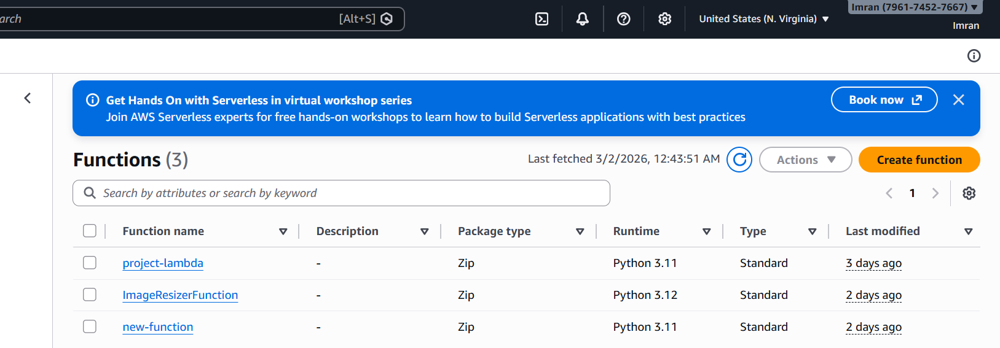 arch [Alt+S] United States (N. Virginia) Imran (7961-7452-7667)
Imran
Get Hands On with Serverless in virtual workshop series
Join AWS Serverless experts for free hands-on workshops to learn how to build Serverless applications with best practices
Book now
Functions (3) Last fetched 3/2/2026, 12:43:51 AM Actions Create function
Search by attributes or search by keyword 1
Function name Description Package type Runtime Type Last modified
project-lambda - Zip Python 3.11 Standard 3 days ago
ImageResizerFunction - Zip Python 3.12 Standard 2 days ago
new-function - Zip Python 3.11 Standard 2 days ago